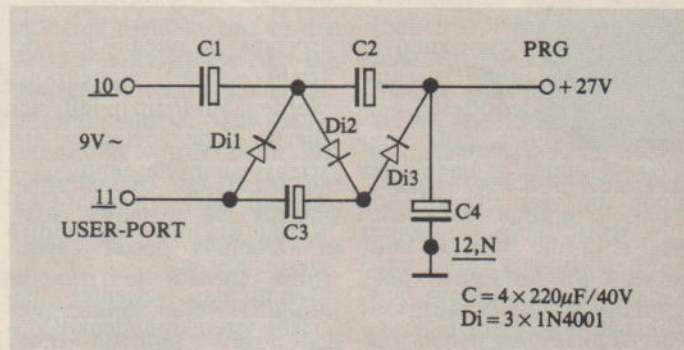 C1
C2
PRG
10
+27V
9V~
Di1
Di2
Di3
11
C3
C4
USER-PORT
12,N
C = 4 × 220µF/40V
Di = 3 × 1N4001